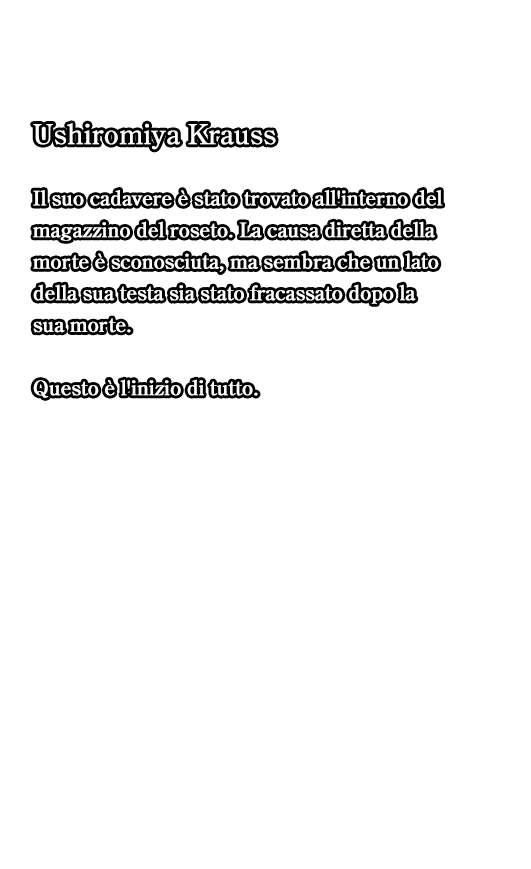 Ushiromiya Krauss
Il suo cadavere è stato trovato all'interno del
magazzino del roseto. La causa diretta della
morte è sconosciuta, ma sembra che un lato
della sua testa sia stato fracassato dopo la
sua morte.
Questo è l'inizio di tutto.